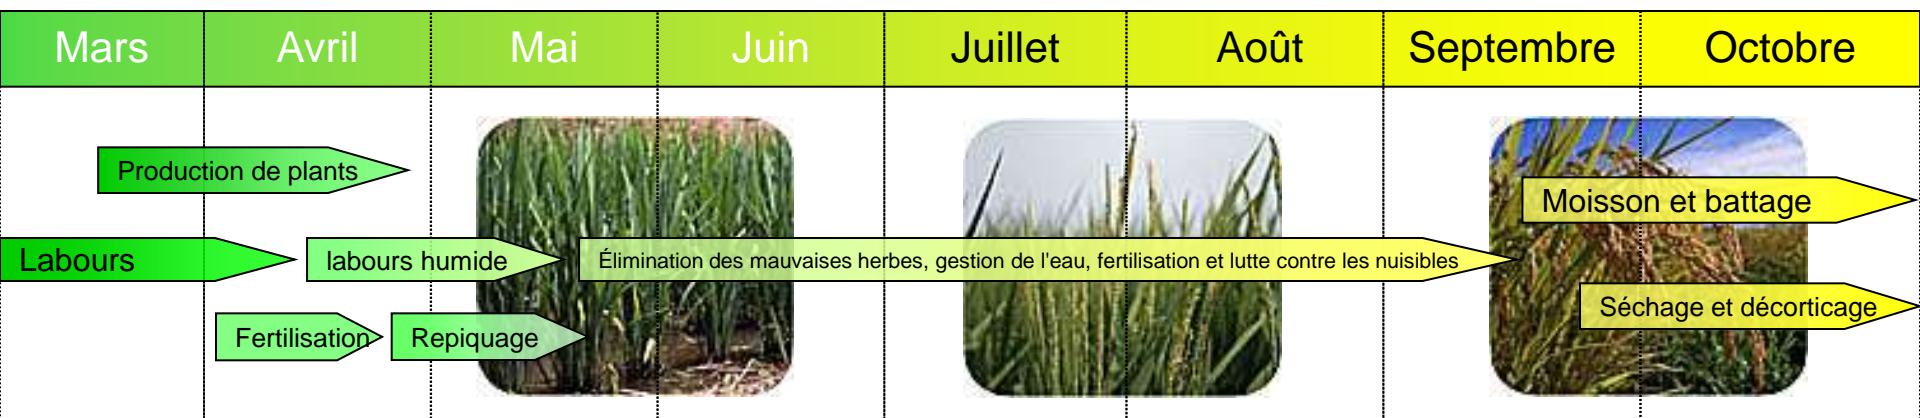 Mars Avril Mai Juin Juillet Août Septembre Octobre
Production de plants
Moisson et battage
Labours
labours humide
Élimination des mauvaises herbes, gestion de l'eau, fertilisation et lutte contre les nuisibles
Séchage et décorticage
Fertilisation
Repiquage